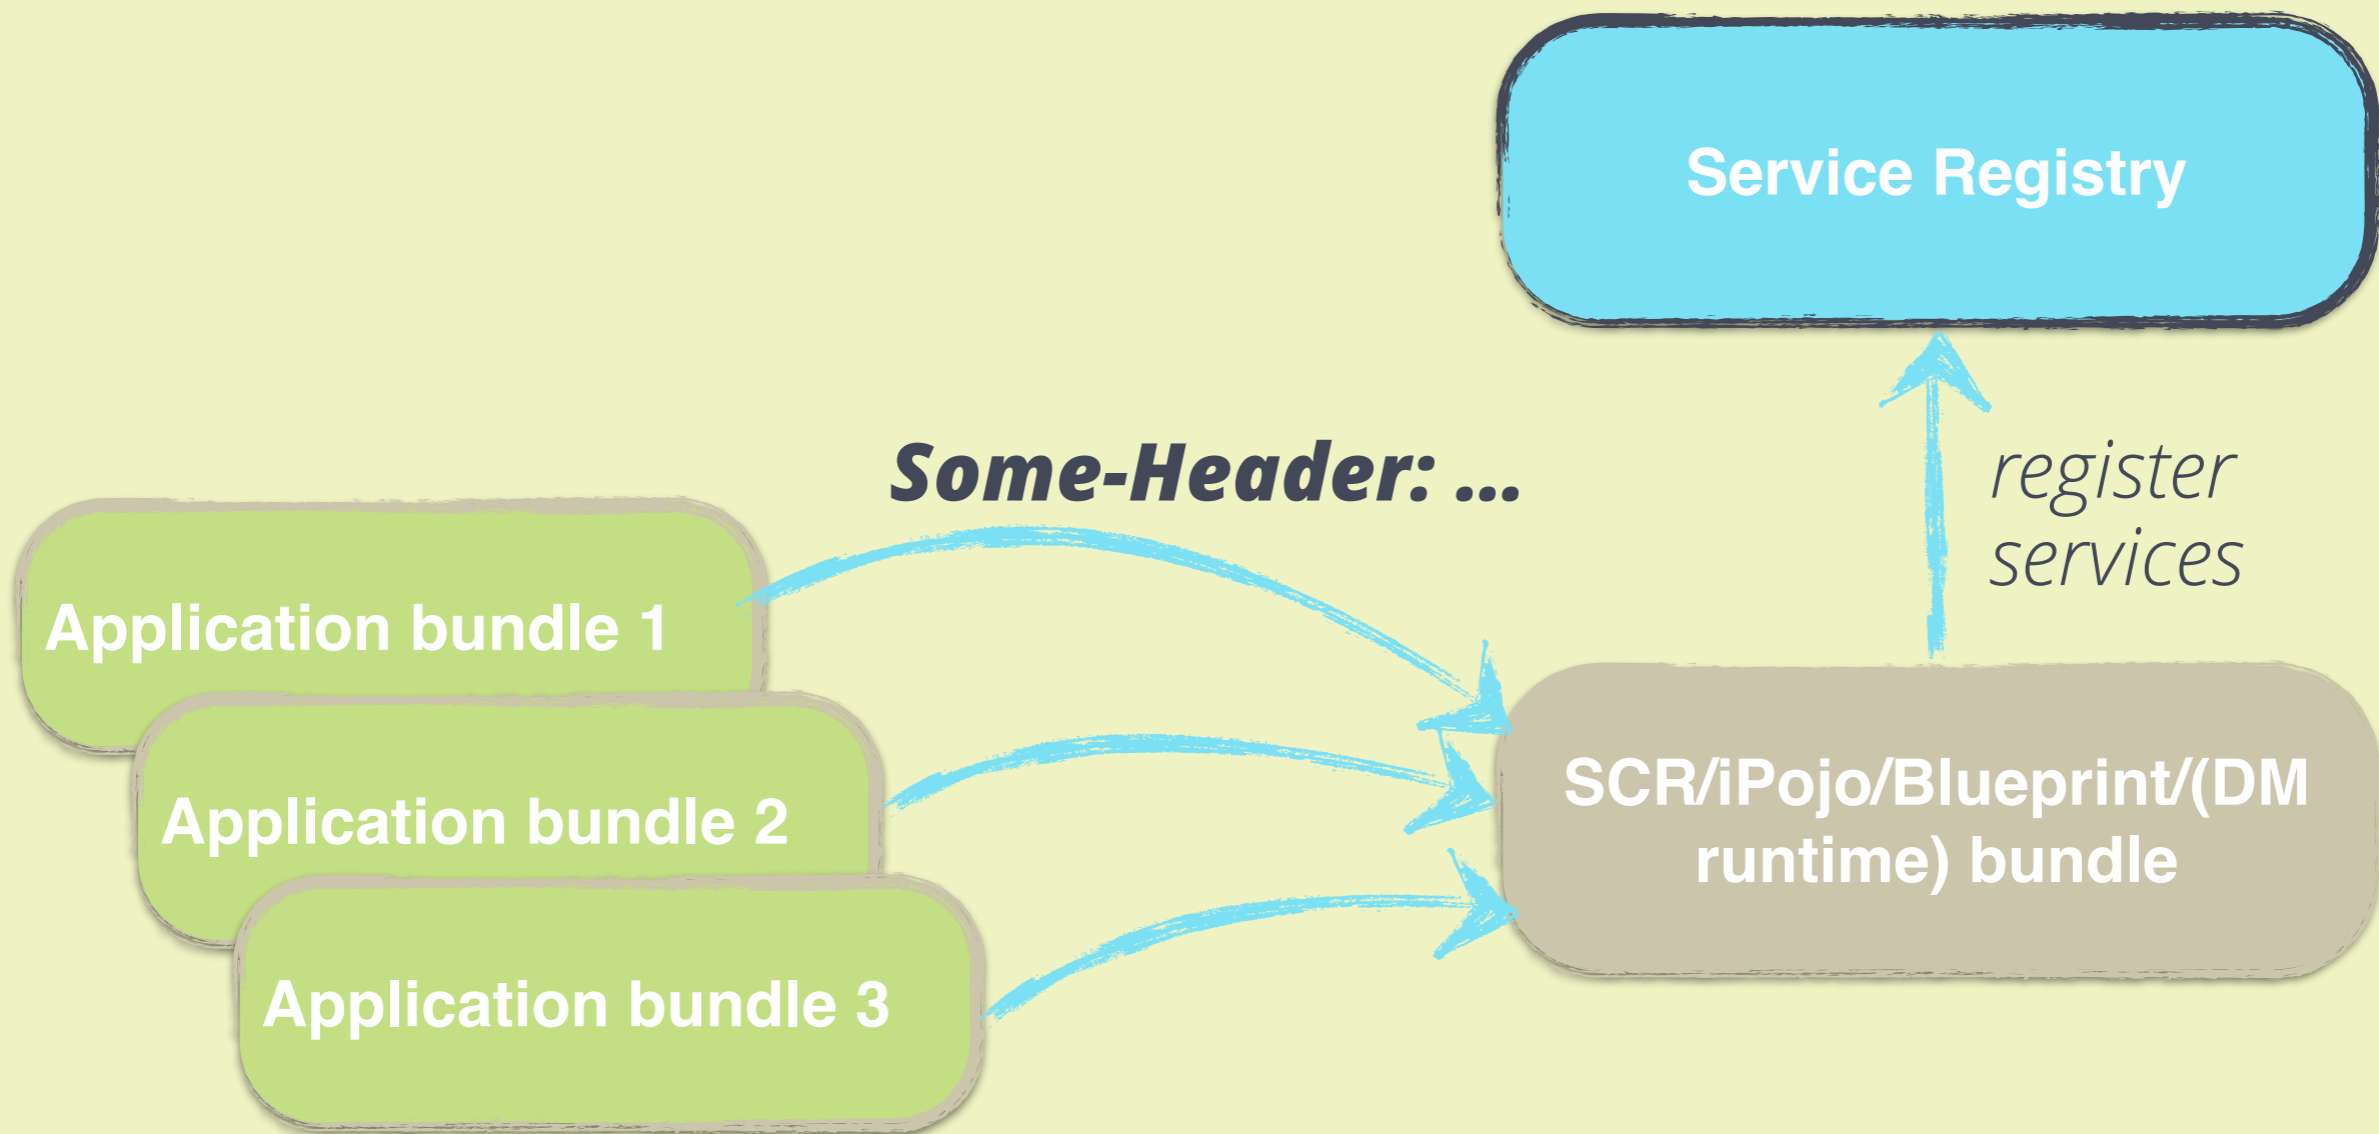 Service Registry
Some-Header: ...
register
services
Application bundle 1
Application bundle 2
Application bundle 3
SCR/iPojo/Blueprint/(DM
runtime) bundle